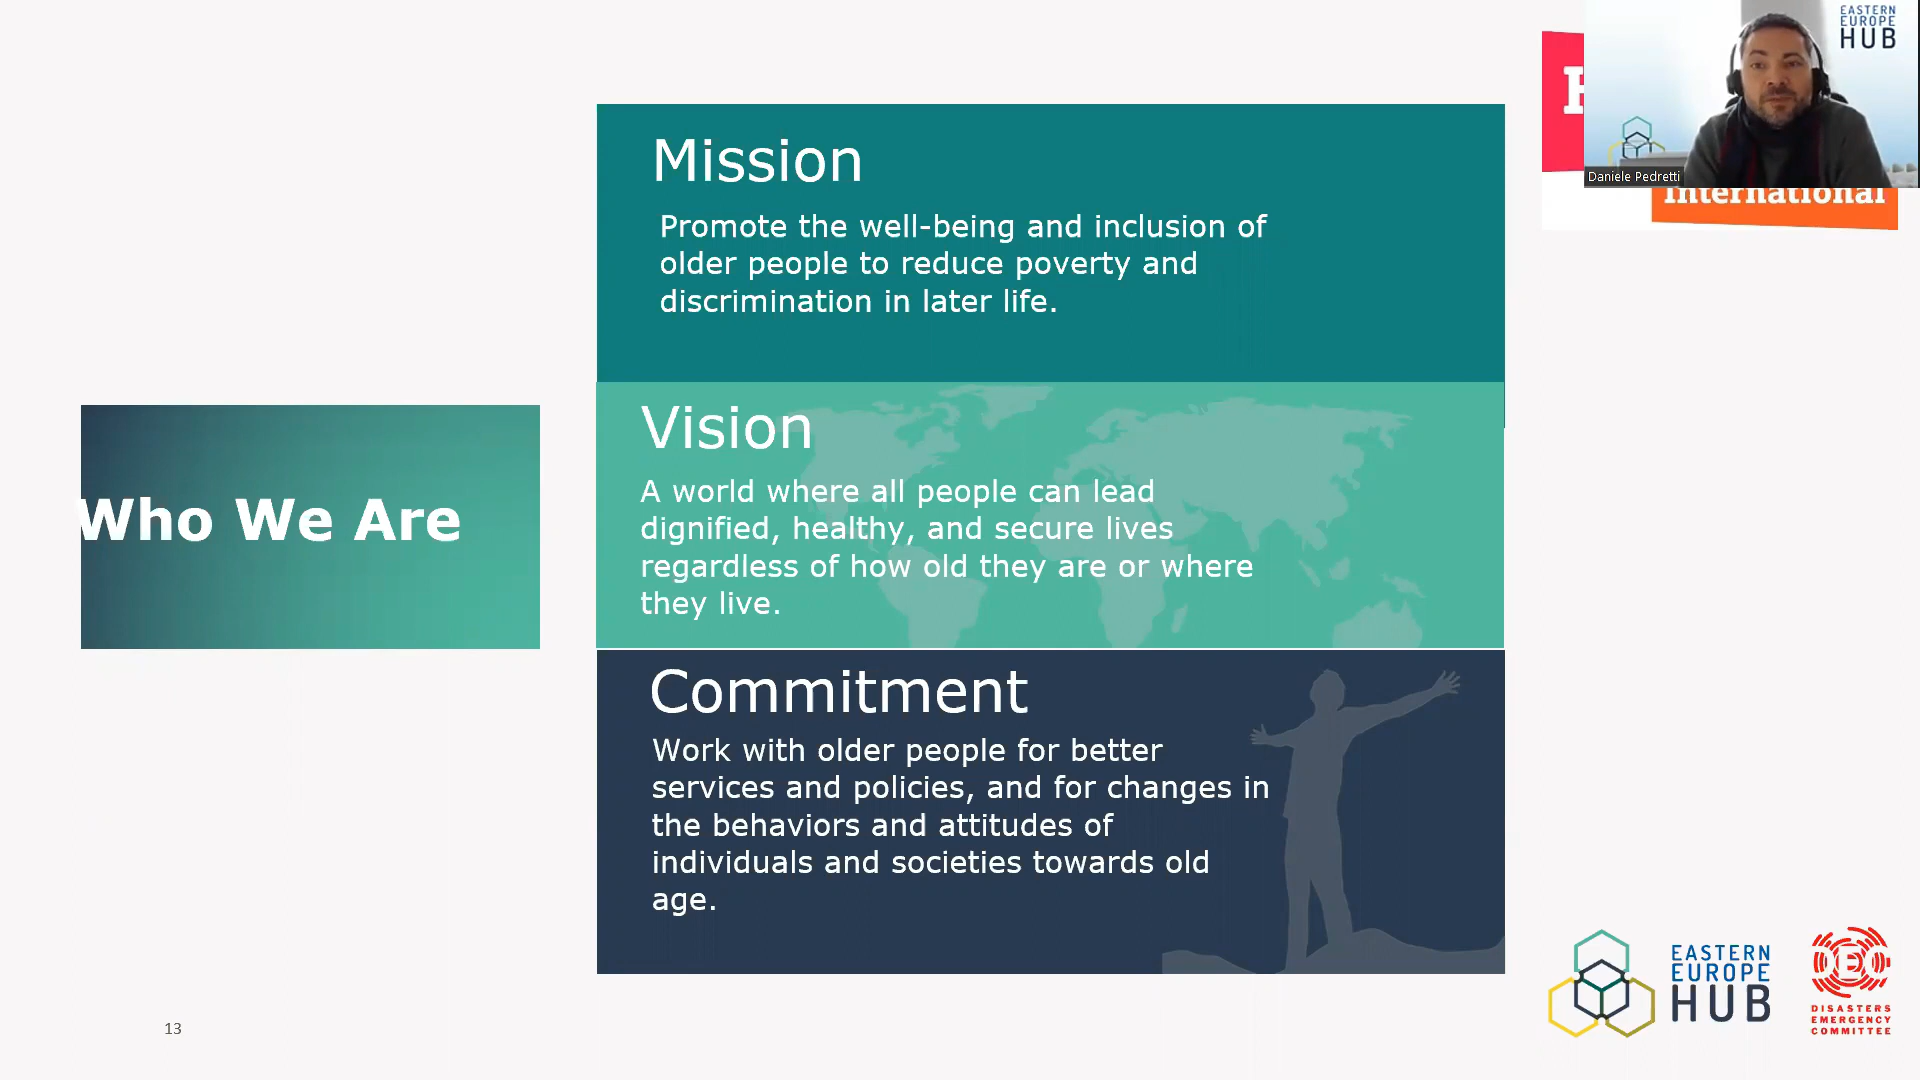 EASTERN
EUROPE
HUB
Daniele Pedretti
International
Mission
Promote the well-being and inclusion of
older people to reduce poverty and
discrimination in later life.
Who We Are
Vision
A world where all people can lead
dignified, healthy, and secure lives
regardless of how old they are or where
they live.
Commitment
Work with older people for better
services and policies, and for changes in
the behaviors and attitudes of
individuals and societies towards old
age.
13
EASTERN
EUROPE
HUB
DISASTERS
EMERGENCY
COMMITTEE